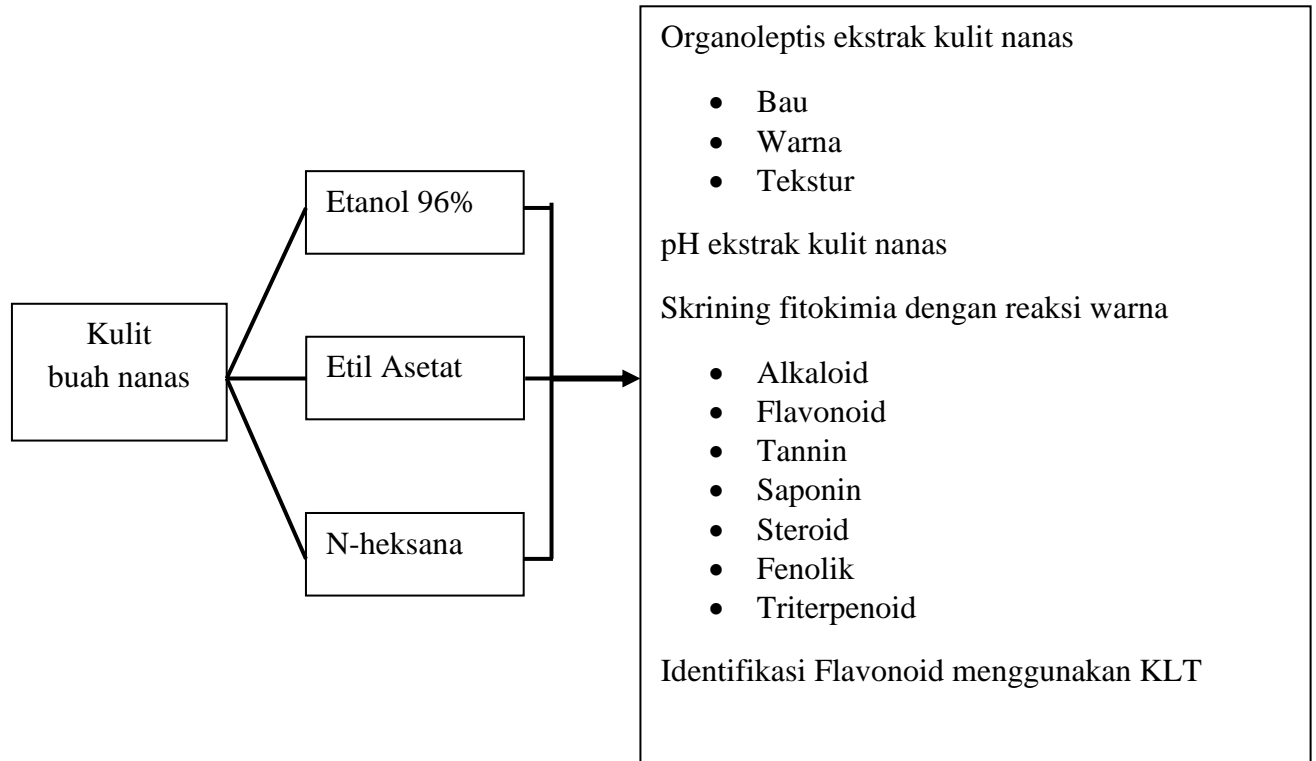 Kulit
buah nanas
Etanol 96%
Etil Asetat
N-heksana
Organoleptis ekstrak kulit nanas
• Bau
• Warna
• Tekstur
pH ekstrak kulit nanas
Skrining fitokimia dengan reaksi warna
• Alkaloid
• Flavonoid
• Tannin
• Saponin
• Steroid
• Fenolik
• Triterpenoid
Identifikasi Flavonoid menggunakan KLT